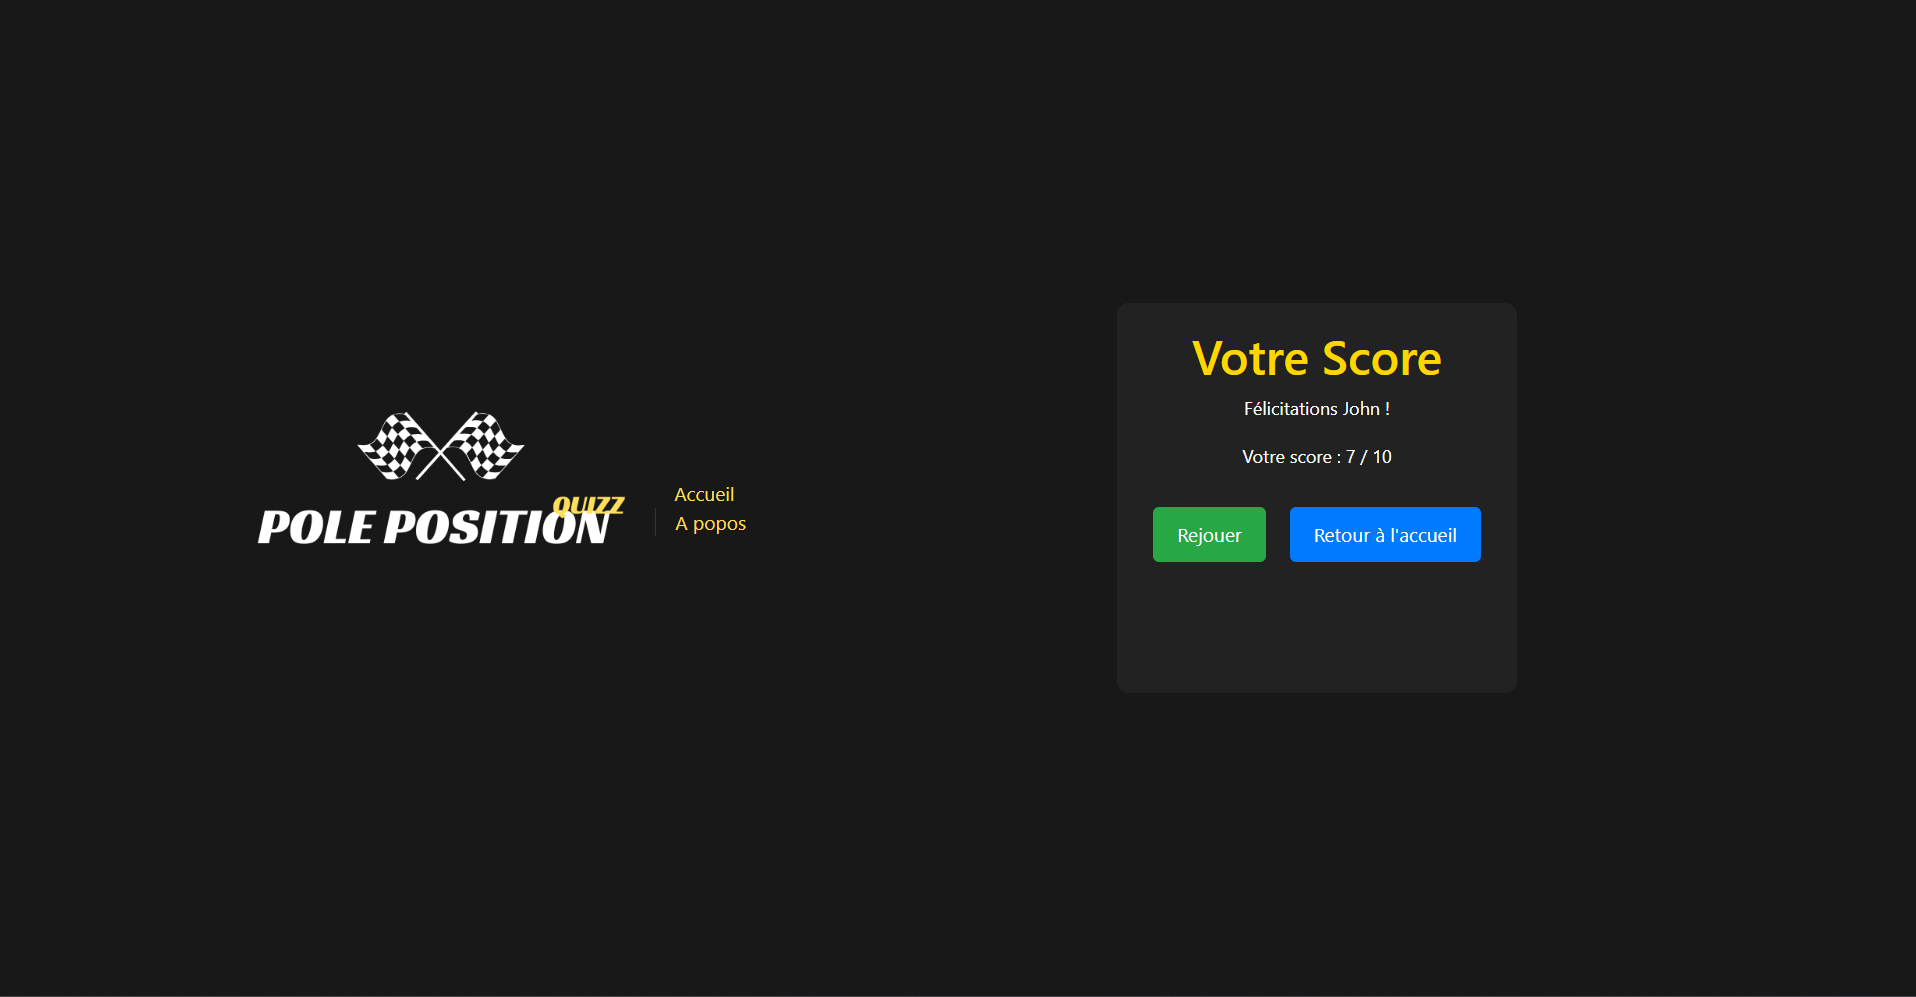 QUIZZ
POLE POSITION
Accueil
A popos
Votre Score
Félicitations John !
Votre score : 7 / 10
Rejouer
Retour à l'accueil